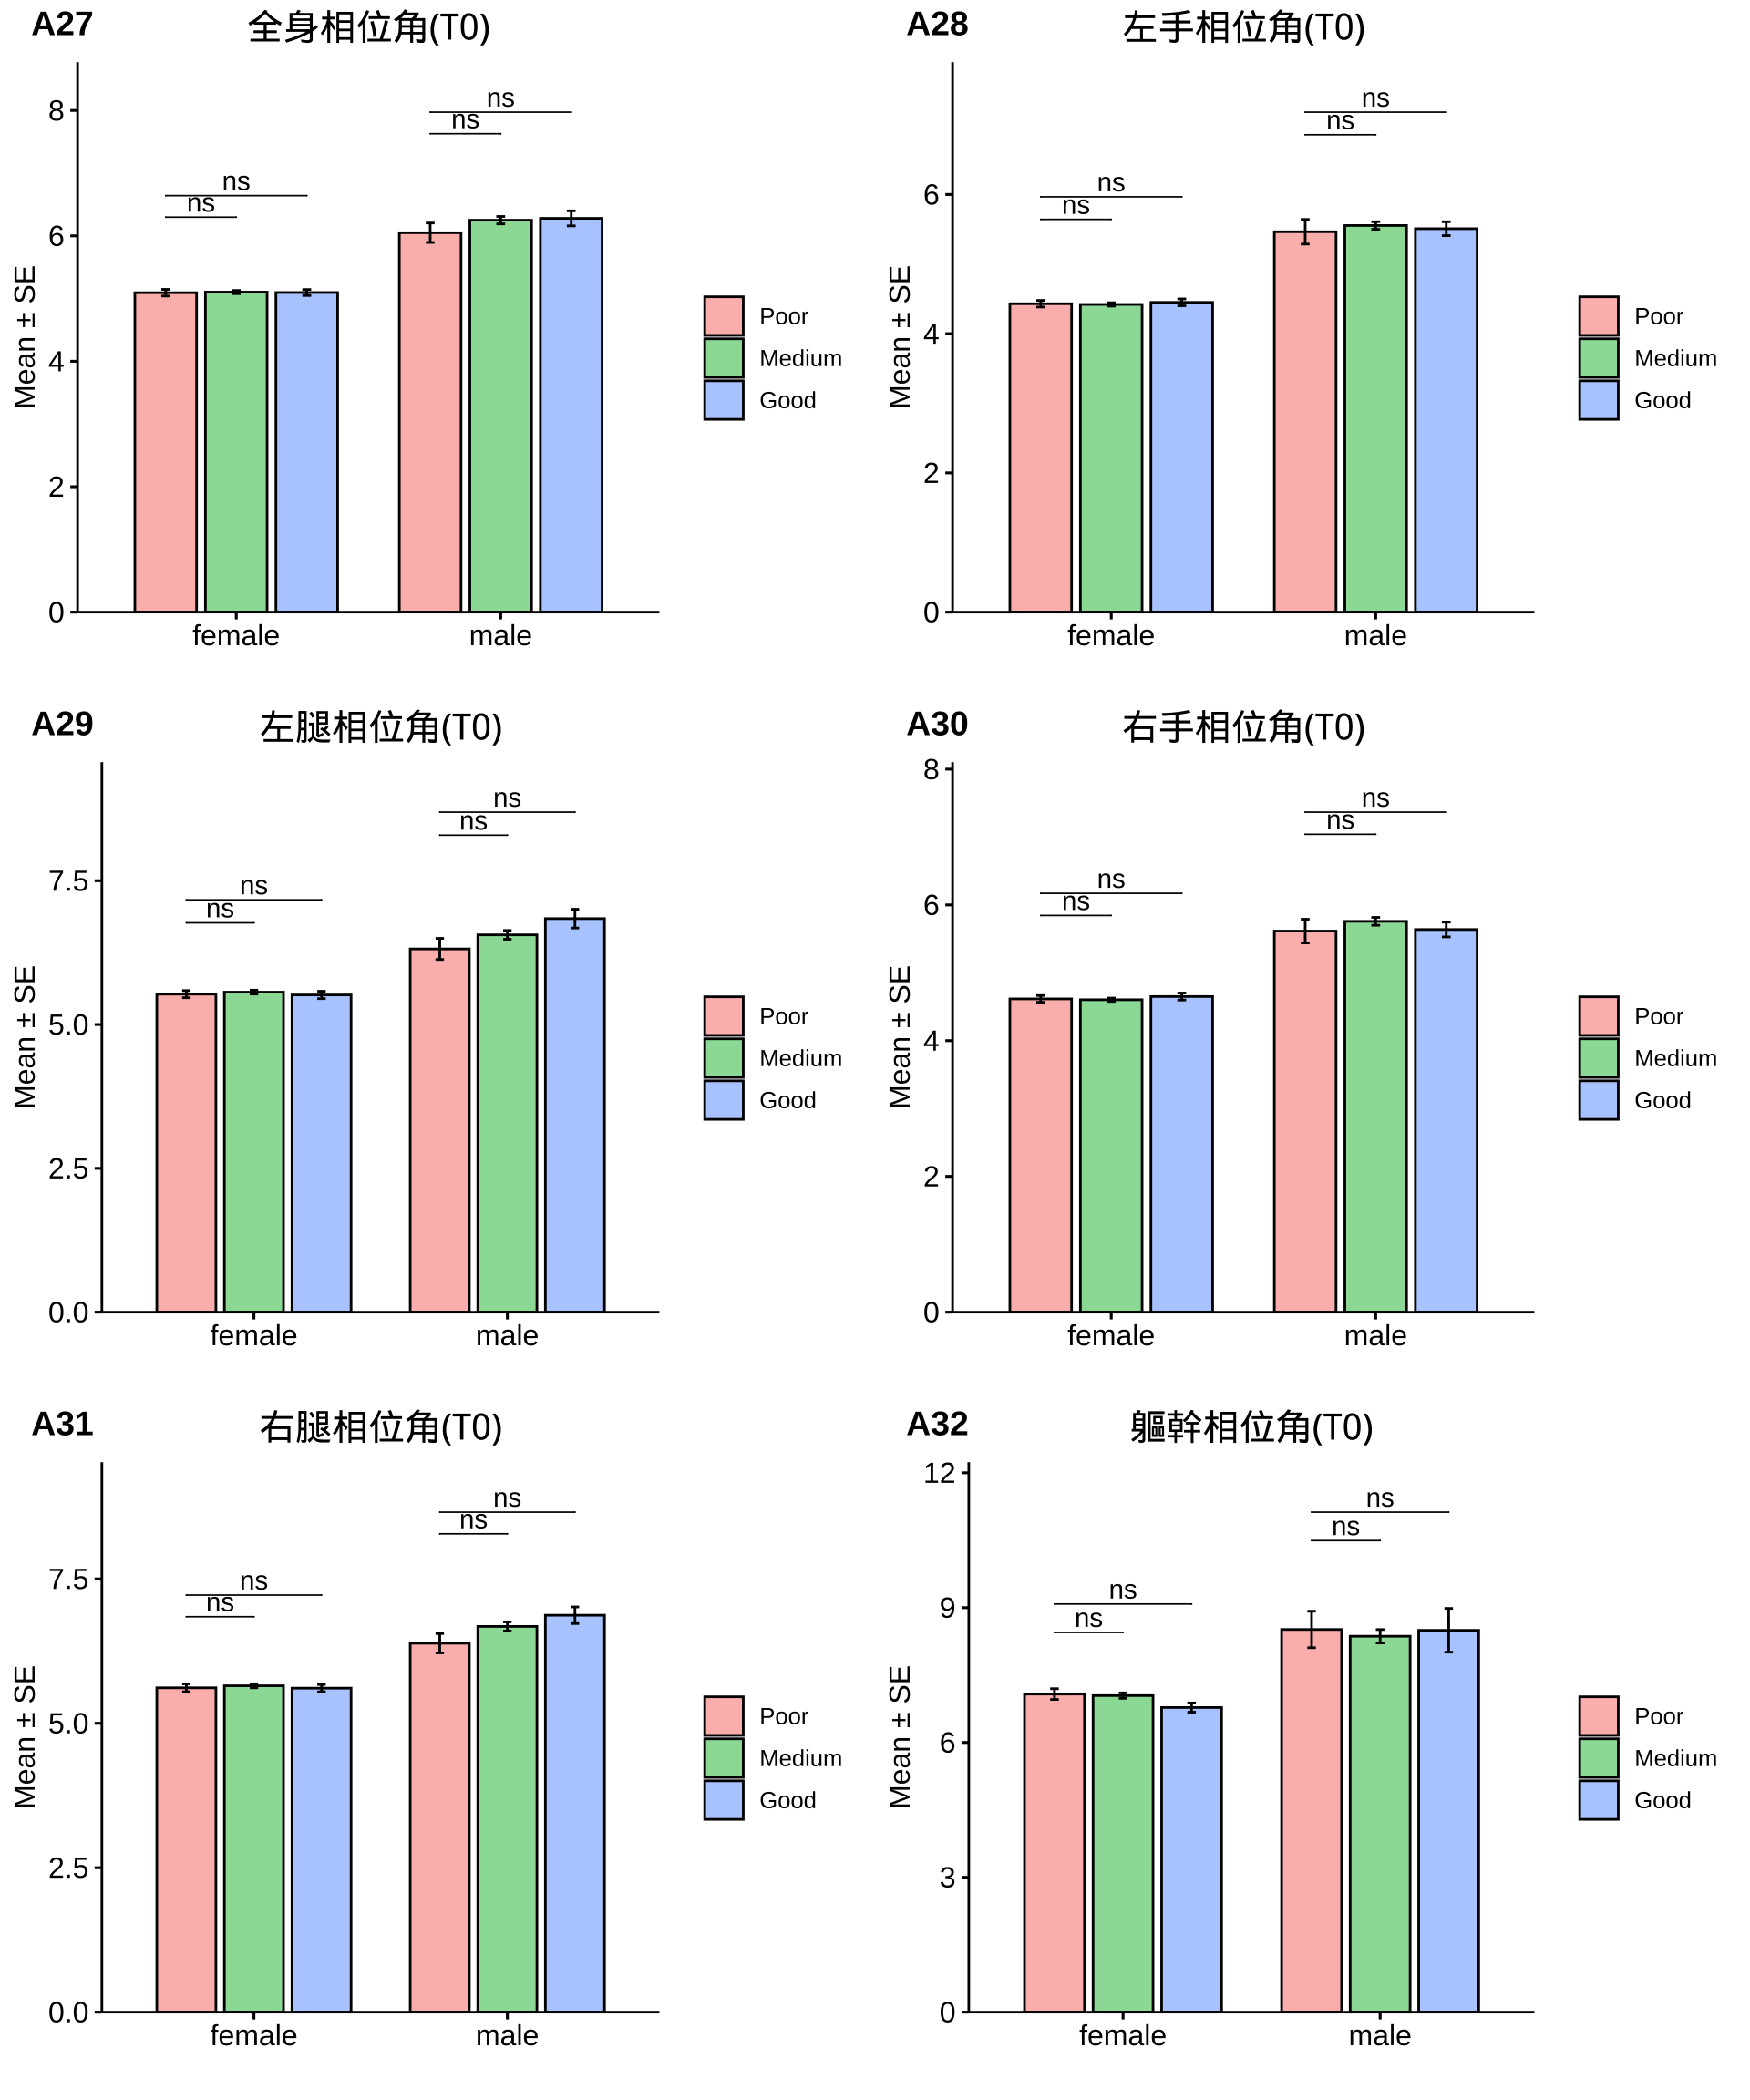 A27 全身相位角(T0)
Mean ± SE
8
6
4
2
0
ns
ns
ns
ns
female
male
Poor
Medium
Good
A28 左手相位角(T0)
Mean ± SE
6
4
2
0
ns
ns
ns
ns
female
male
Poor
Medium
Good
A29 左腿相位角(T0)
Mean ± SE
7.5
5.0
2.5
0.0
ns
ns
ns
ns
female
male
Poor
Medium
Good
A30 右手相位角(T0)
Mean ± SE
8
6
4
2
0
ns
ns
ns
ns
female
male
Poor
Medium
Good
A31 右腿相位角(T0)
Mean ± SE
7.5
5.0
2.5
0.0
ns
ns
ns
ns
female
male
Poor
Medium
Good
A32 軀幹相位角(T0)
Mean ± SE
12
9
6
3
0
ns
ns
ns
ns
female
male
Poor
Medium
Good